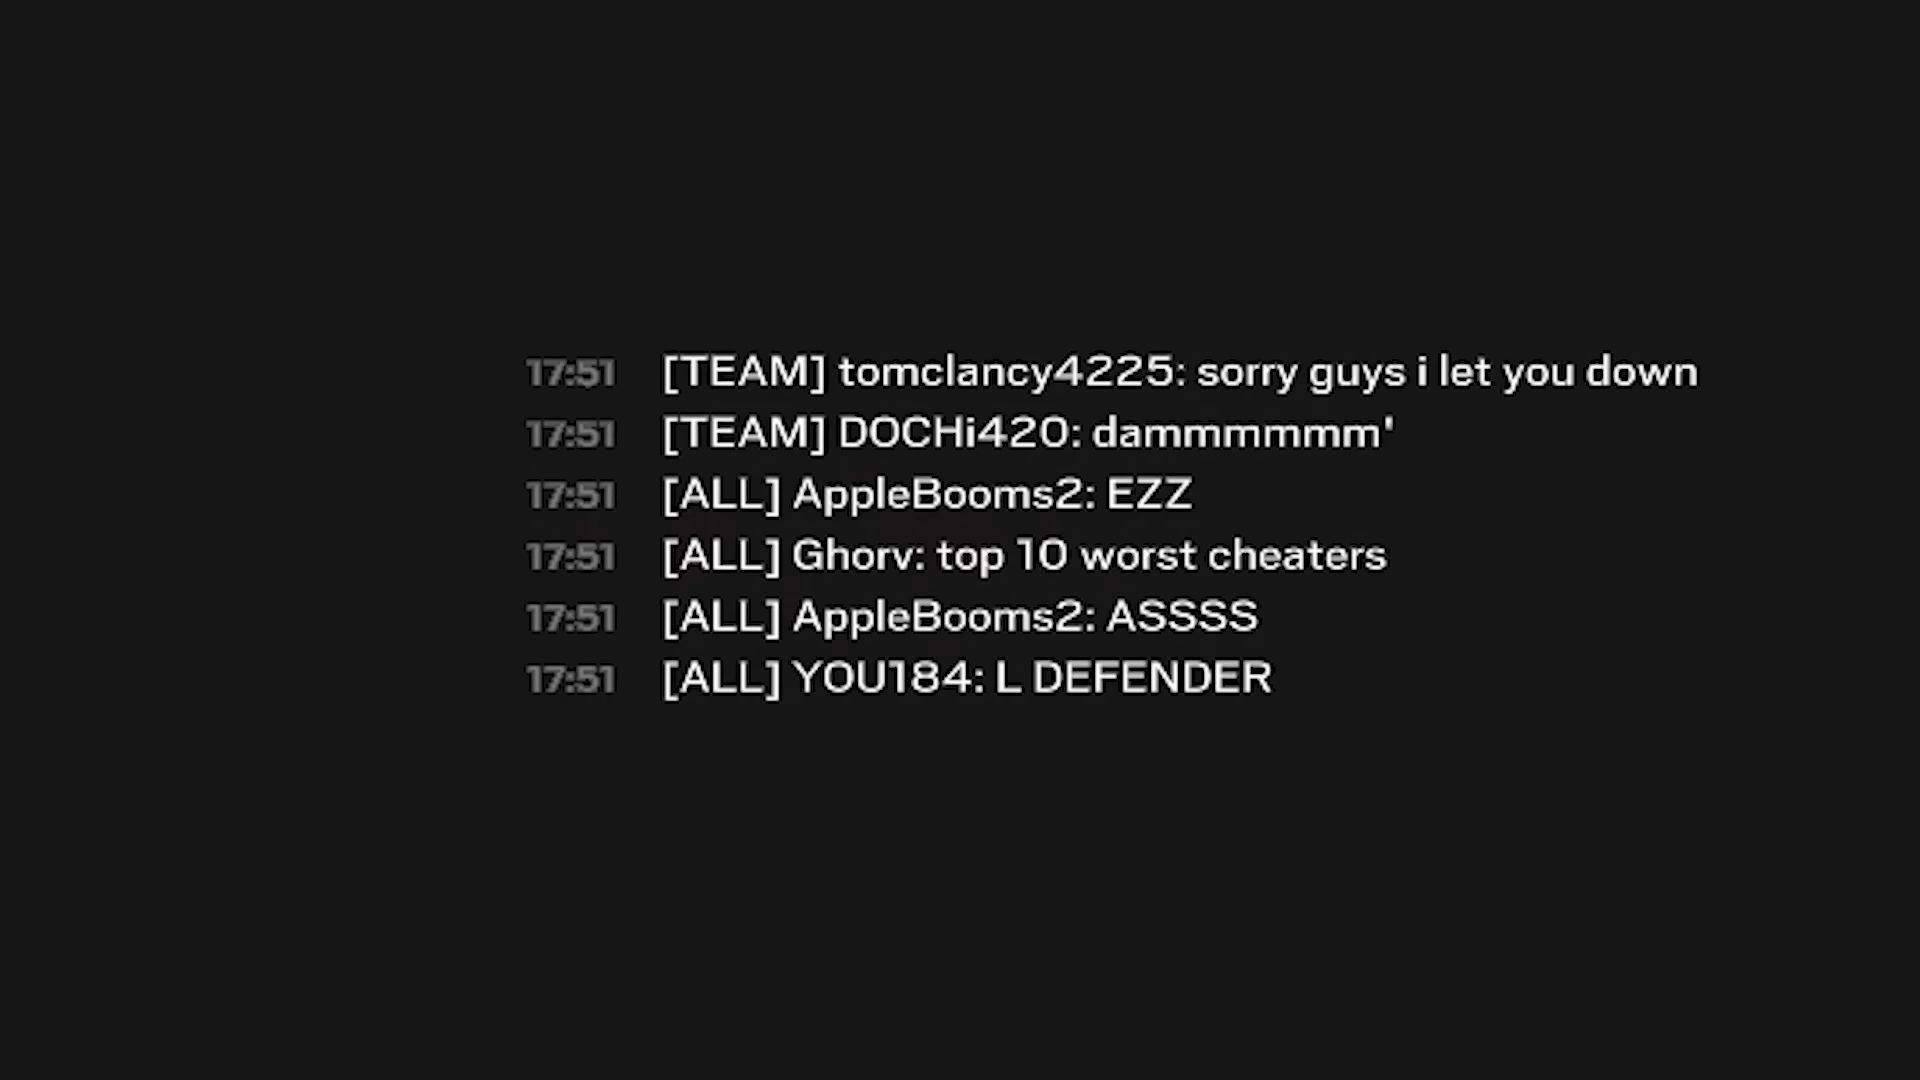 17:51 [TEAM] tomclancy4225: sorry guys i let you down
17:51 [TEAM] DOCHi420: dammmmmm'
17:51 [ALL] AppleBooms2: EZZ
17:51 [ALL] Ghorv: top 10 worst cheaters
17:51 [ALL] AppleBooms2: ASSSS
17:51 [ALL] YOU184: L DEFENDER